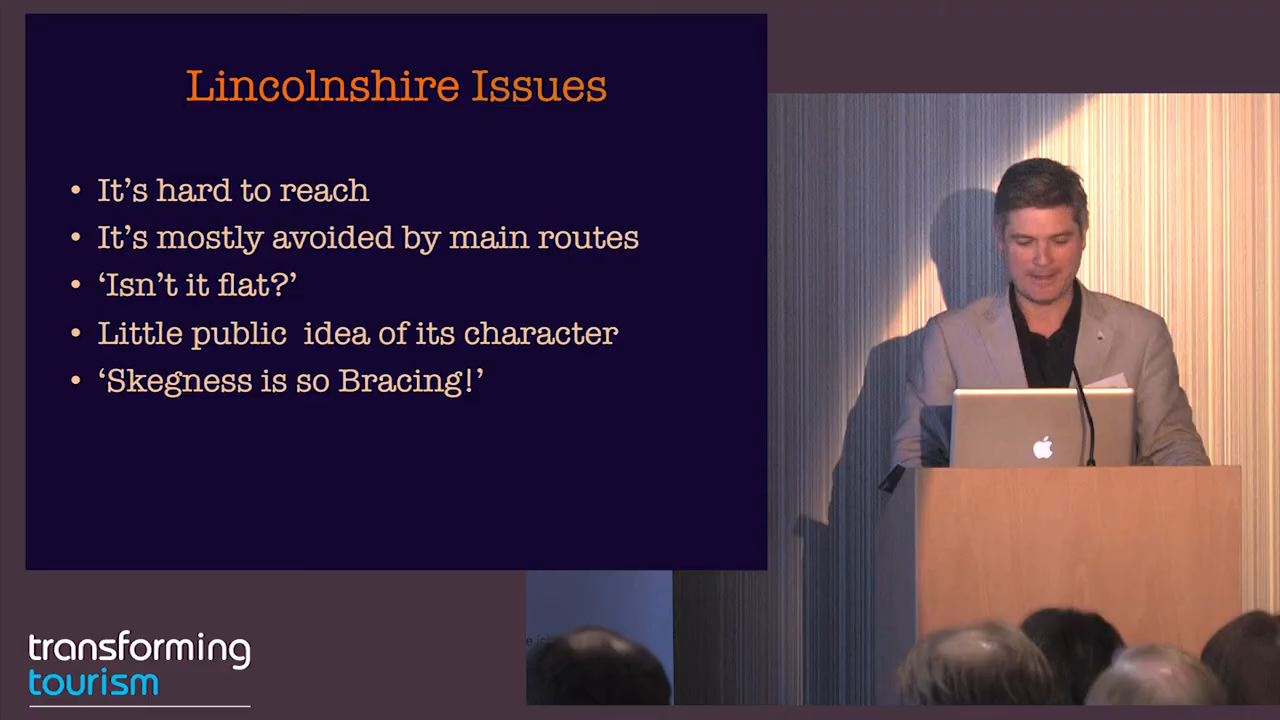 Lincolnshire Issues
• It's hard to reach
• It's mostly avoided by main routes
• ‘Isn't it flat?’
• Little public  idea of its character
• ‘Skegness is so Bracing!’
transforming
tourism